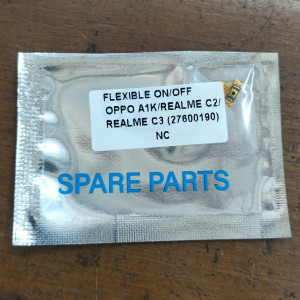 FLEXIBLE ON/OFF
OPPO A1K/REALME C2/
REALME C3 (27600190)
NC
SPARE PARTS